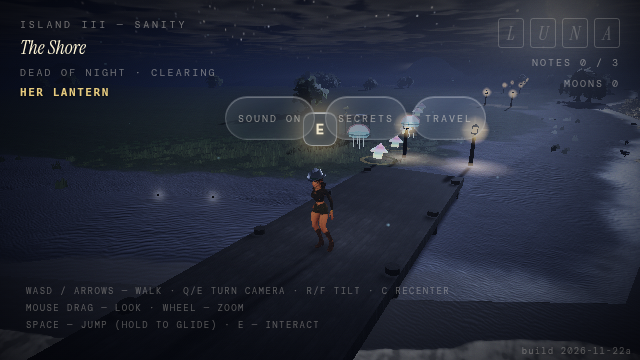 ISLAND III — SANITY
The Shore
DEAD OF NIGHT · CLEARING
HER LANTERN
L U N A
NOTES 0 / 3
MOONS 0
SOUND ON
E
SECRETS
TRAVEL
S
WASD / ARROWS — WALK · Q/E TURN CAMERA · R/F TILT · C RECENTER
MOUSE DRAG — LOOK · WHEEL — ZOOM
SPACE — JUMP (HOLD TO GLIDE) · E — INTERACT
build 2026-11-22a